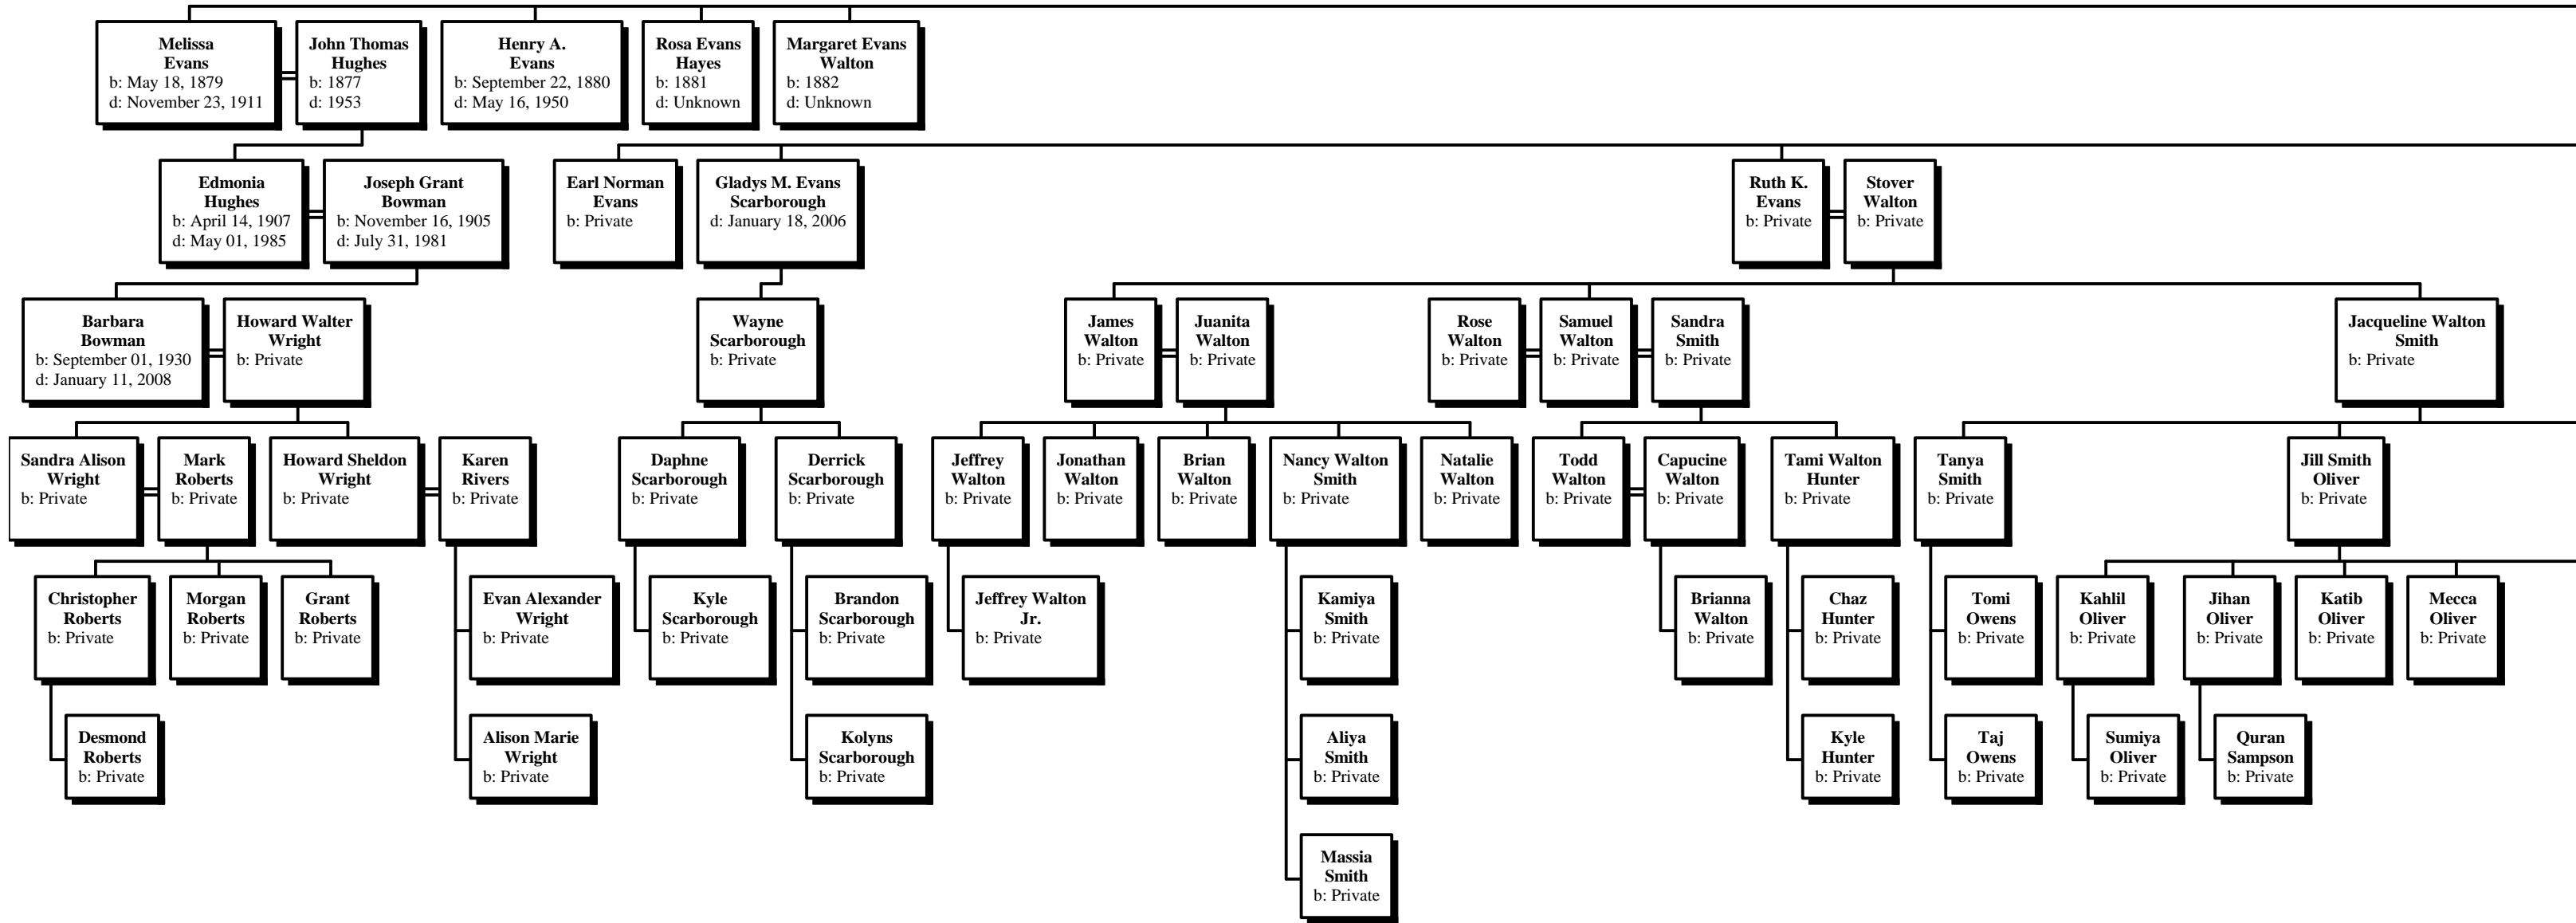 Melissa
Evans
b: May 18, 1879
d: November 23, 1911
John Thomas
Hughes
b: 1877
d: 1953
Henry A.
Evans
b: September 22, 1880
d: May 16, 1950
Rosa Evans
Hayes
b: 1881
d: Unknown
Margaret Evans
Walton
b: 1882
d: Unknown
Edmonia
Hughes
b: April 14, 1907
d: May 01, 1985
Joseph Grant
Bowman
b: November 16, 1905
d: July 31, 1981
Earl Norman
Evans
b: Private
Gladys M. Evans
Scarborough
d: January 18, 2006
Ruth K.
Evans
b: Private
Stover
Walton
b: Private
Barbara
Bowman
b: September 01, 1930
d: January 11, 2008
Howard Walter
Wright
b: Private
Wayne
Scarborough
b: Private
James
Walton
b: Private
Juanita
Walton
b: Private
Rose
Walton
b: Private
Samuel
Walton
b: Private
Sandra
Smith
b: Private
Jacqueline Walton
Smith
b: Private
Sandra Alison
Wright
b: Private
Mark
Roberts
b: Private
Howard Sheldon
Wright
b: Private
Karen
Rivers
b: Private
Daphne
Scarborough
b: Private
Derrick
Scarborough
b: Private
Jeffrey
Walton
b: Private
Jonathan
Walton
b: Private
Brian
Walton
b: Private
Nancy Walton
Smith
b: Private
Natalie
Walton
b: Private
Todd
Walton
b: Private
Capucine
Walton
b: Private
Tami Walton
Hunter
b: Private
Tanya
Smith
b: Private
Jill Smith
Oliver
b: Private
Christopher
Roberts
b: Private
Morgan
Roberts
b: Private
Grant
Roberts
b: Private
Evan Alexander
Wright
b: Private
Kyle
Scarborough
b: Private
Brandon
Scarborough
b: Private
Jeffrey Walton
Jr.
b: Private
Kamiya
Smith
b: Private
Brianna
Walton
b: Private
Chaz
Hunter
b: Private
Tomi
Owens
b: Private
Kahlil
Oliver
b: Private
Jihan
Oliver
b: Private
Katib
Oliver
b: Private
Mecca
Oliver
b: Private
Desmond
Roberts
b: Private
Alison Marie
Wright
b: Private
Kolyns
Scarborough
b: Private
Aliya
Smith
b: Private
Kyle
Hunter
b: Private
Taj
Owens
b: Private
Sumiya
Oliver
b: Private
Quran
Sampson
b: Private
Massia
Smith
b: Private